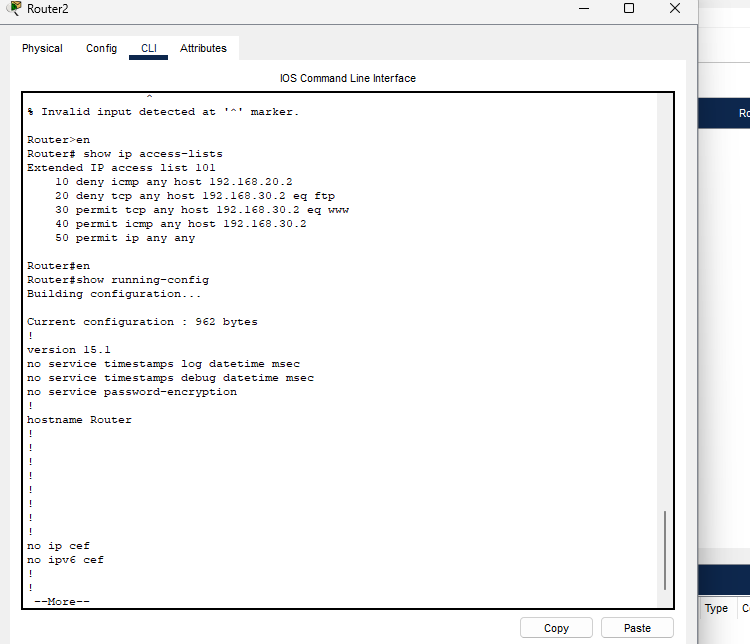 Router2
Physical Config CLI Attributes
IOS Command Line Interface
^
% Invalid input detected at '^' marker.
Router>en
Router# show ip access-lists
Extended IP access list 101
10 deny icmp any host 192.168.20.2
20 deny tcp any host 192.168.30.2 eq ftp
30 permit tcp any host 192.168.30.2 eq www
40 permit icmp any host 192.168.30.2
50 permit ip any any
Router#en
Router#show running-config
Building configuration...
Current configuration : 962 bytes
!
version 15.1
no service timestamps log datetime msec
no service timestamps debug datetime msec
no service password-encryption
!
hostname Router
!
!
!
!
!
!
!
!
no ip cef
no ipv6 cef
!
!
--More--
Copy Paste
Ro
Type C